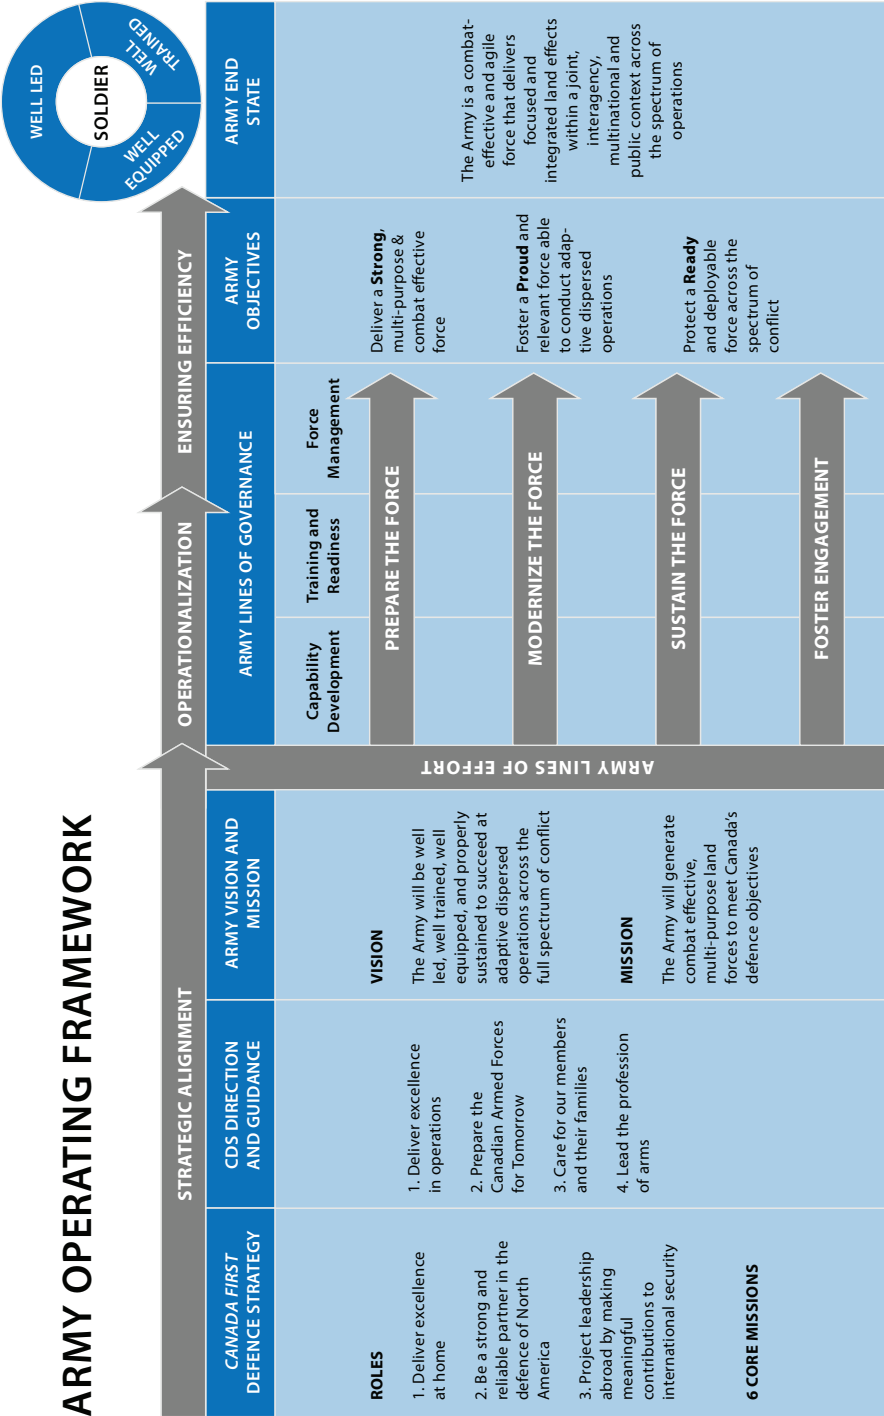 ARMY OPERATING FRAMEWORK
WELL LED
WELL
TRAINED
WELL
EQUIPPED
SOLDIER
STRATEGIC ALIGNMENT
OPERATIONALIZATION
ENSURING EFFICIENCY
CANADA FIRST
DEFENCE STRATEGY
ROLES
1. Deliver excellence
at home
2. Be a strong and
reliable partner in the
defence of North
America
3. Project leadership
abroad by making
meaningful
contributions to
international security
6 CORE MISSIONS
CDS DIRECTION
AND GUIDANCE
1. Deliver excellence
in operations
2. Prepare the
Canadian Armed Forces
for Tomorrow
3. Care for our members
and their families
4. Lead the profession
of arms
ARMY VISION AND
MISSION
VISION
The Army will be well
led, well trained, well
equipped, and properly
sustained to succeed at
adaptive dispersed
operations across the
full spectrum of conflict
MISSION
The Army will generate
combat effective,
multi-purpose land
forces to meet Canada's
defence objectives
ARMY LINES OF EFFORT
ARMY LINES OF GOVERNANCE
Capability
Development
Training and
Readiness
Force
Management
PREPARE THE FORCE
MODERNIZE THE FORCE
SUSTAIN THE FORCE
FOSTER ENGAGEMENT
ARMY
OBJECTIVES
Deliver a Strong,
multi-purpose &
combat effective
force
Foster a Proud and
relevant force able
to conduct adap-
tive dispersed
operations
Protect a Ready
and deployable
force across the
spectrum of
conflict
ARMY END
STATE
The Army is a combat-
effective and agile
force that delivers
focused and
integrated land effects
within a joint,
interagency,
multinational and
public context across
the spectrum of
operations